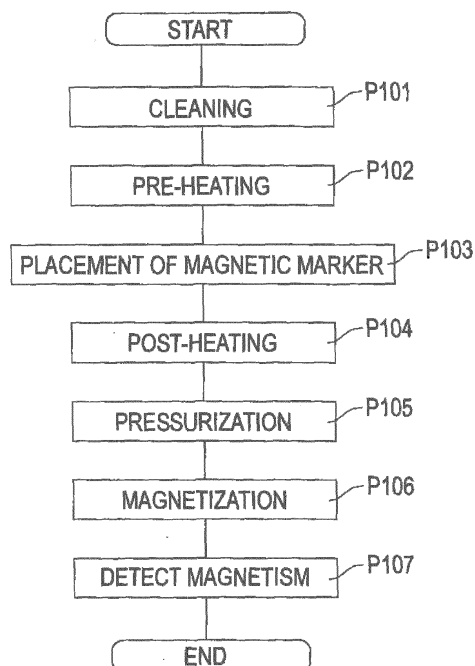 START
CLEANING
P101
PRE-HEATING
P102
PLACEMENT OF MAGNETIC MARKER
P103
POST-HEATING
P104
PRESSURIZATION
P105
MAGNETIZATION
P106
DETECT MAGNETISM
P107
END